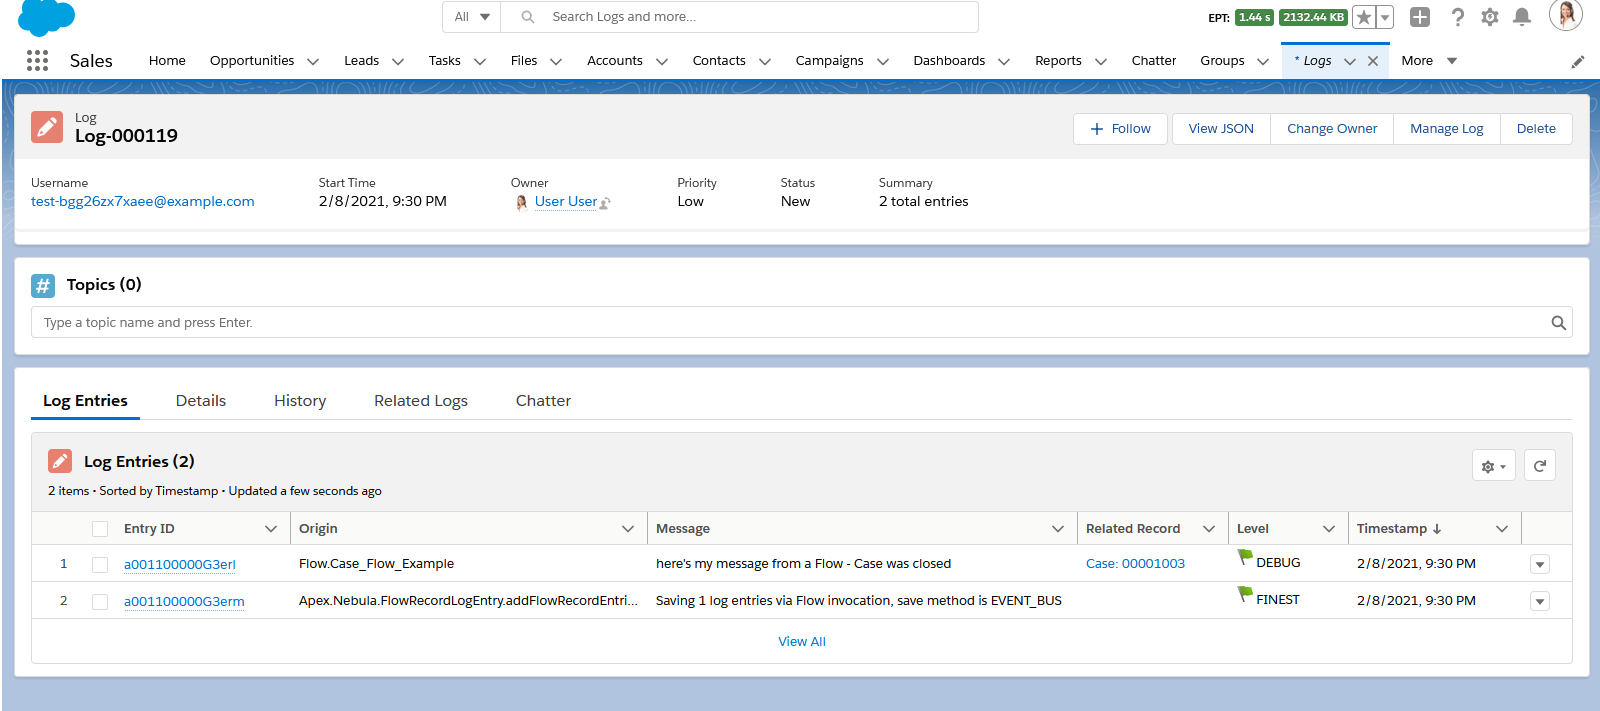 All Search Logs and more... EPT: 1.44 s 2132.44 KB
Sales Home Opportunities Leads Tasks Files Accounts Contacts Campaigns Dashboards Reports Chatter Groups * Logs More
Log
Log-000119
Follow View JSON Change Owner Manage Log Delete
Username Start Time Owner Priority Status Summary
test-bgg26zx7xaee@example.com 2/8/2021, 9:30 PM User User Low New 2 total entries
# Topics (0)
Type a topic name and press Enter.
Log Entries Details History Related Logs Chatter
Log Entries (2)
2 items • Sorted by Timestamp • Updated a few seconds ago
Entry ID Origin Message Related Record Level Timestamp
1 a001100000G3erl Flow.Case_Flow_Example here's my message from a Flow - Case was closed Case: 00001003 DEBUG 2/8/2021, 9:30 PM
2 a001100000G3erm Apex.Nebula.FlowRecordLogEntry.addFlowRecordEntri... Saving 1 log entries via Flow invocation, save method is EVENT_BUS FINEST 2/8/2021, 9:30 PM
View All